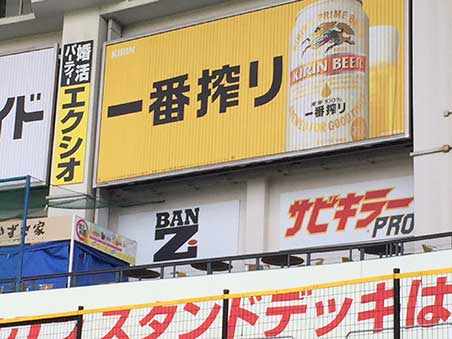 イド
婚活
パーティー
エクシオ
KIRIN
一番搾り
KIRIN BEER
一番搾り
BAN
Zi
サビキラー
PRO
スタンドデッキは